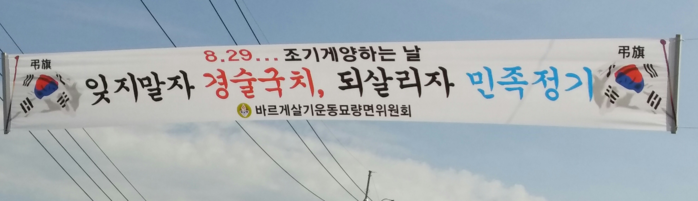 8.29... 조기게양하는 날
弔旗
잊지말자 경술국치, 되살리자 민족정기
弔旗
바르게살기운동묘량면위원회